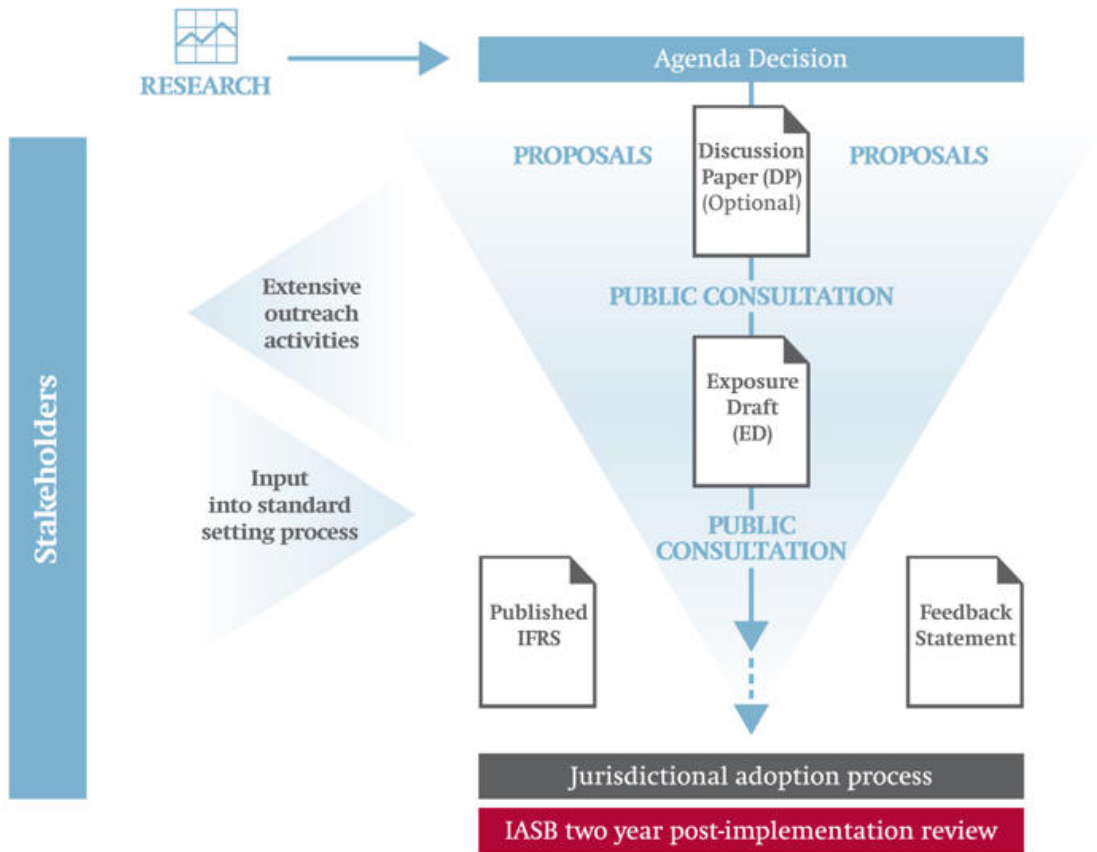 RESEARCH
Agenda Decision
PROPOSALS
Discussion
Paper (DP)
(Optional)
PROPOSALS
PUBLIC CONSULTATION
Extensive
outreach
activities
Exposure
Draft
(ED)
Stakeholders
Input
into standard
setting process
PUBLIC
CONSULTATION
Published
IFRS
Feedback
Statement
Jurisdictional adoption process
IASB two year post-implementation review